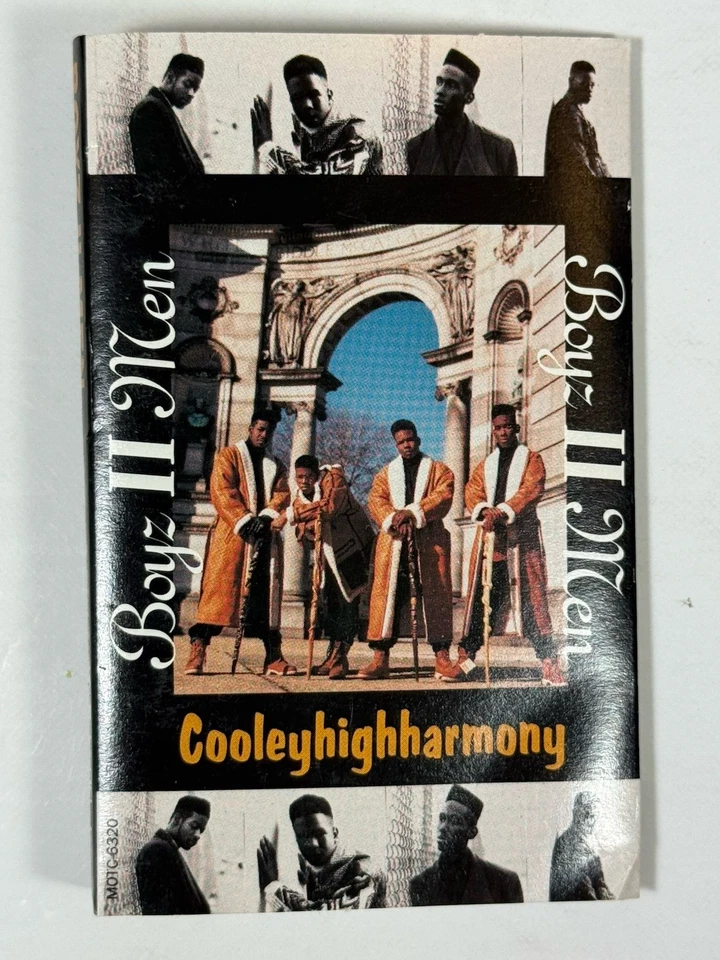 Boyz II Men
Boyz II Men
Cooleyhighharmony
MOTC-6320